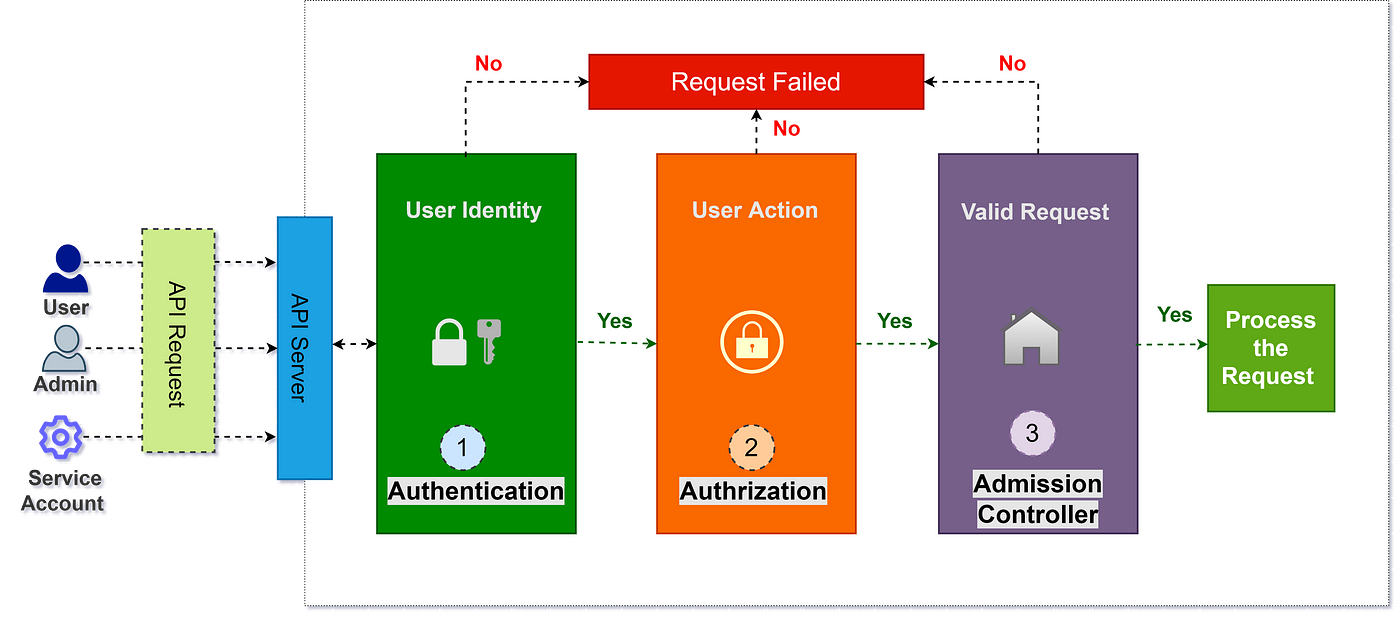 No
Request Failed
No
No
User Identity
User Action
Valid Request
User
Admin
Service
Account
API Request
API Server
Yes
Yes
Yes
Process
the
Request
1
Authentication
2
Authrization
3
Admission
Controller